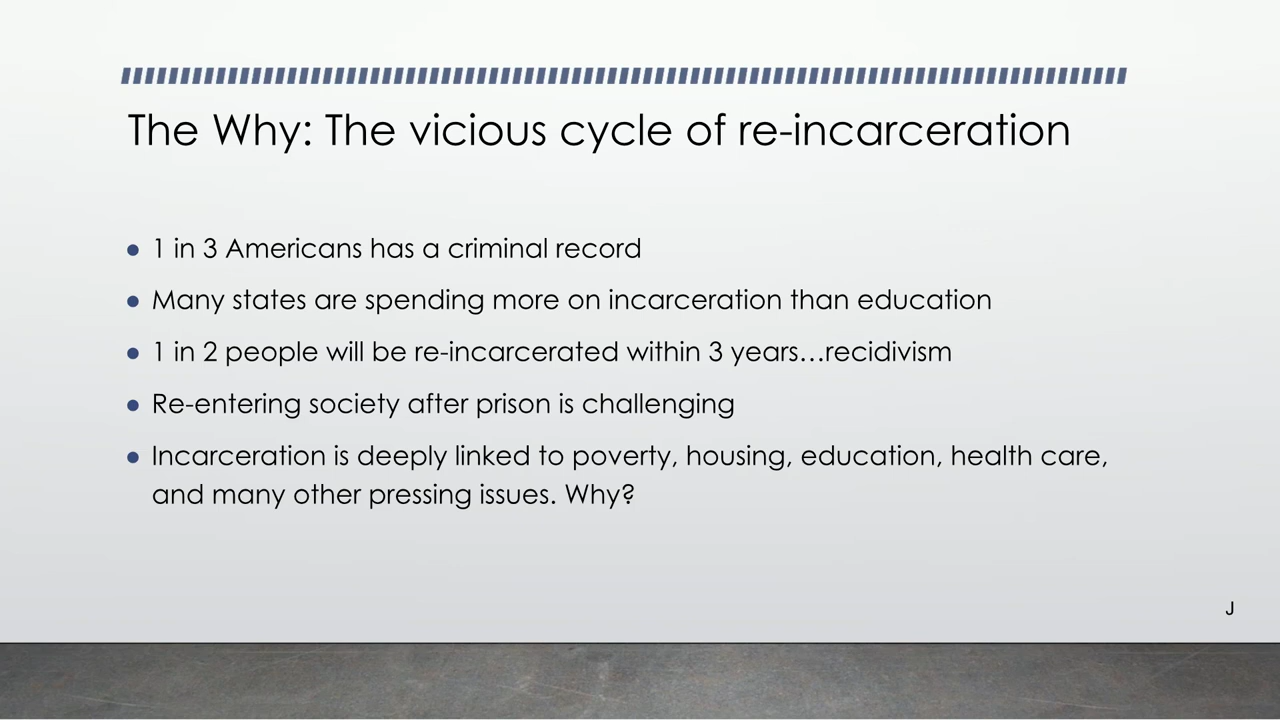 The Why: The vicious cycle of re-incarceration
● 1 in 3 Americans has a criminal record
● Many states are spending more on incarceration than education
● 1 in 2 people will be re-incarcerated within 3 years…recidivism
● Re-entering society after prison is challenging
● Incarceration is deeply linked to poverty, housing, education, health care,
and many other pressing issues. Why?
J